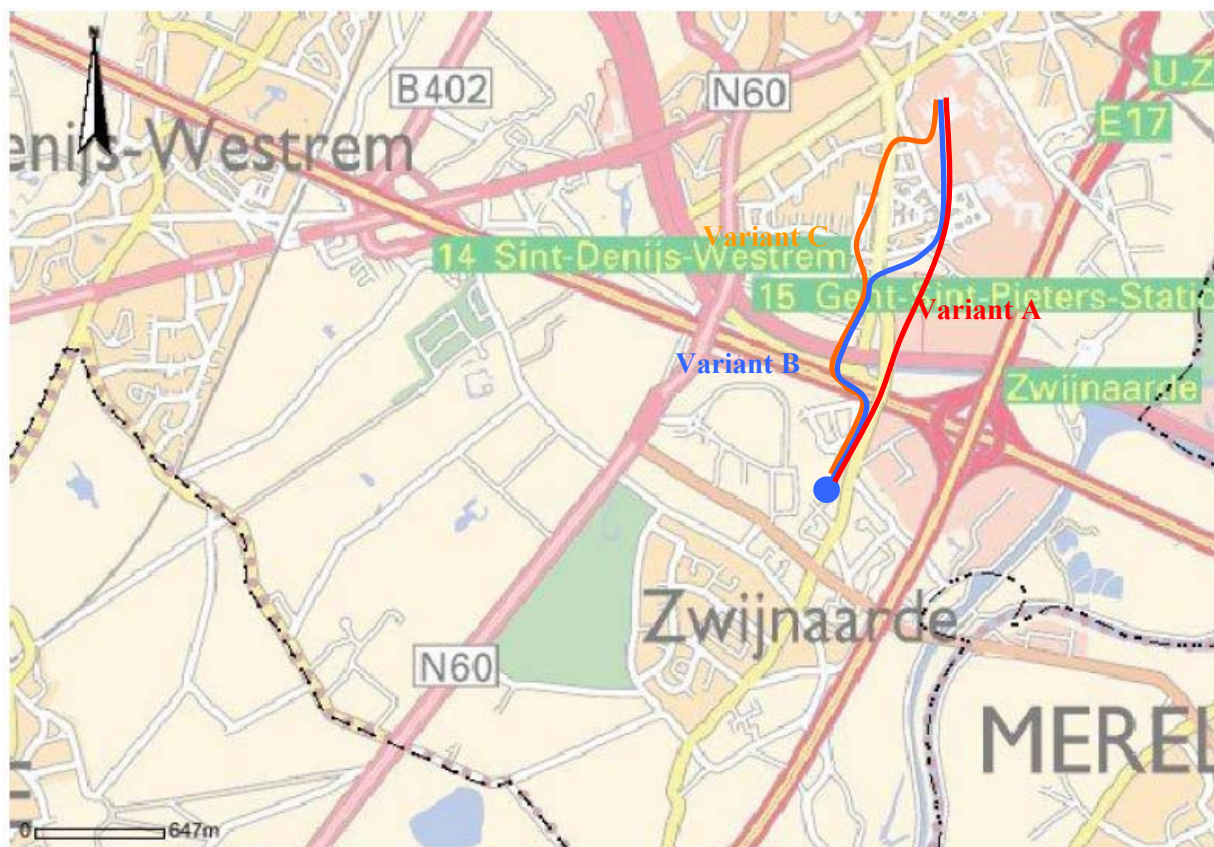 N
B402
N60
U.Z
E17
enijs-Westrem
Variant C
14 Sint-Denijs-Westrem
15 Gent-Sint-Pieters-Statio
Variant A
Variant B
Zwijnaarde
Zwijnaarde
N60
MEREL
0 647m